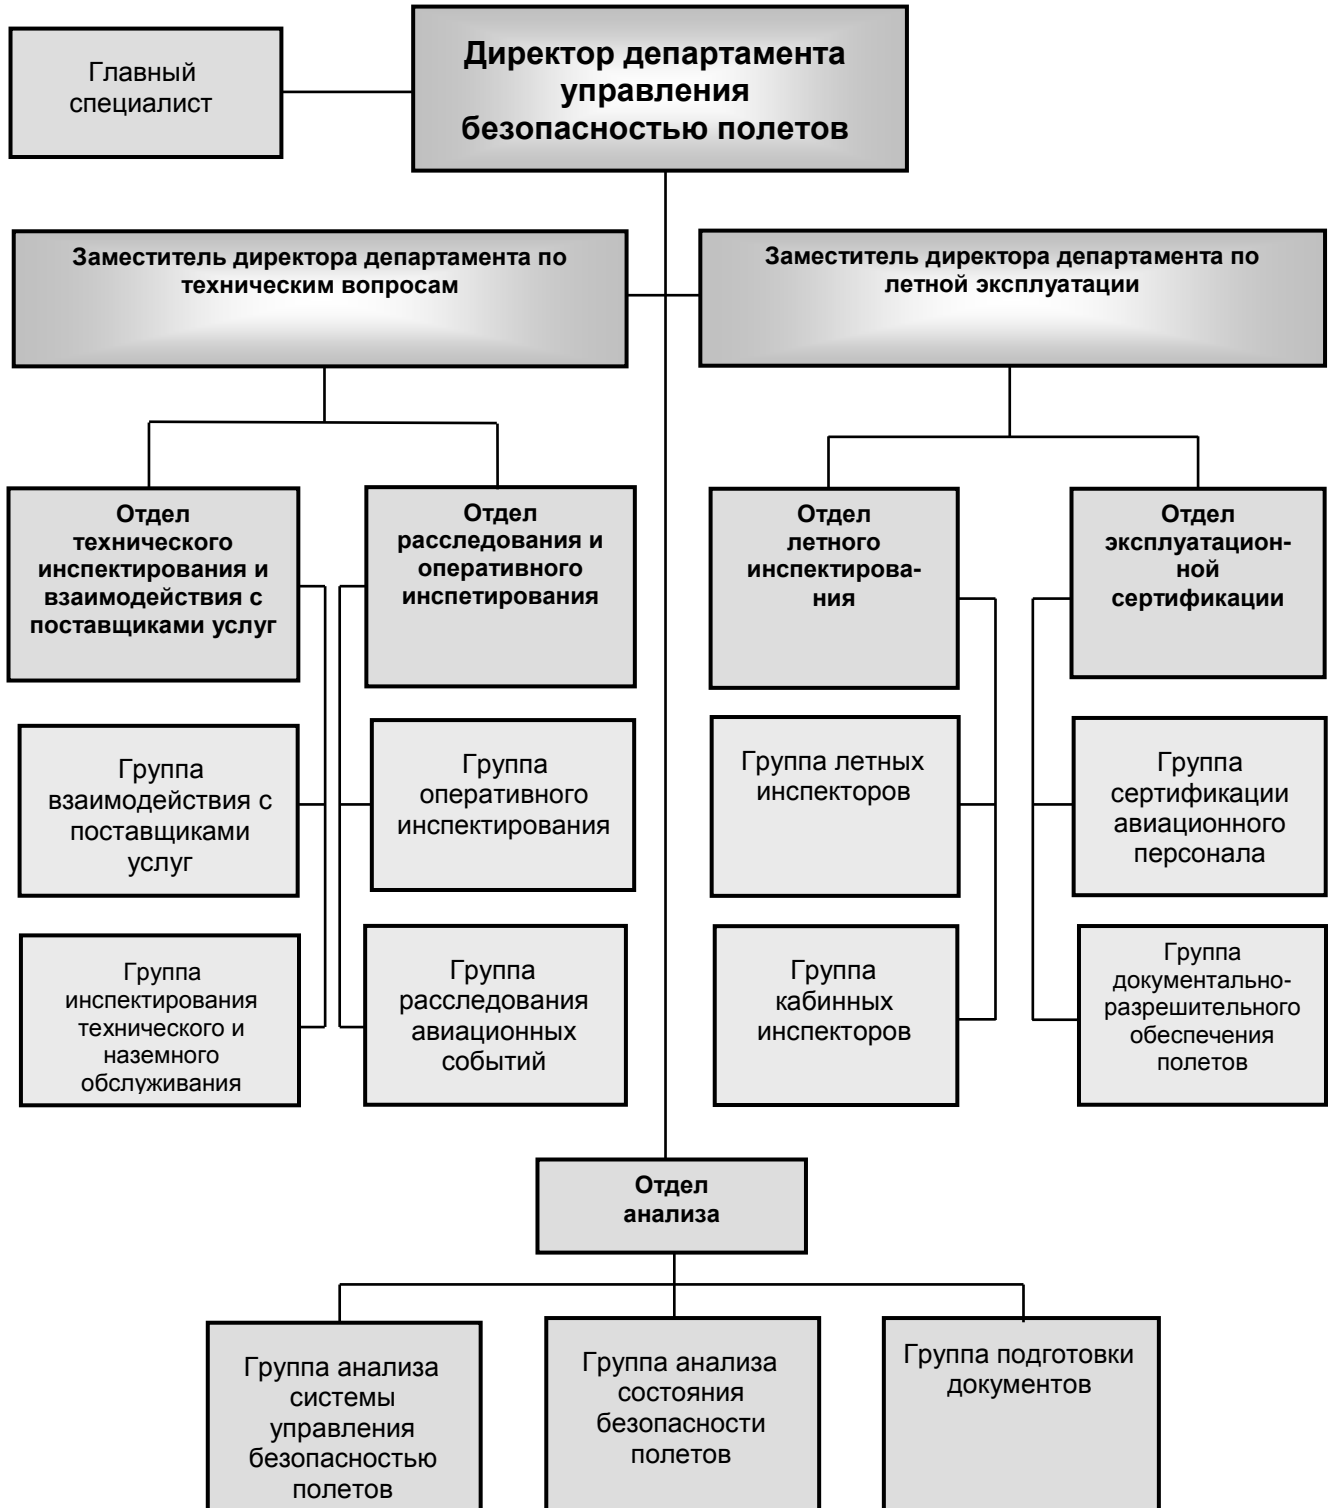 Главный
специалист
Директор департамента
управления
безопасностью полетов
Заместитель директора департамента по
техническим вопросам
Заместитель директора департамента по
летной эксплуатации
Отдел
технического
инспектирования и
взаимодействия с
поставщиками услуг
Отдел
расследования и
оперативного
инспетирования
Отдел
летного
инспектирова-
ния
Отдел
эксплуатацион-
ной
сертификации
Группа
взаимодействия с
поставщиками
услуг
Группа
оперативного
инспектирования
Группа летных
инспекторов
Группа
сертификации
авиационного
персонала
Группа
инспектирования
технического и
наземного
обслуживания
Группа
расследования
авиационных
событий
Группа
кабинных
инспекторов
Группа
документально-
разрешительного
обеспечения
полетов
Отдел
анализа
Группа анализа
системы
управления
безопасностью
полетов
Группа анализа
состояния
безопасности
полетов
Группа подготовки
документов